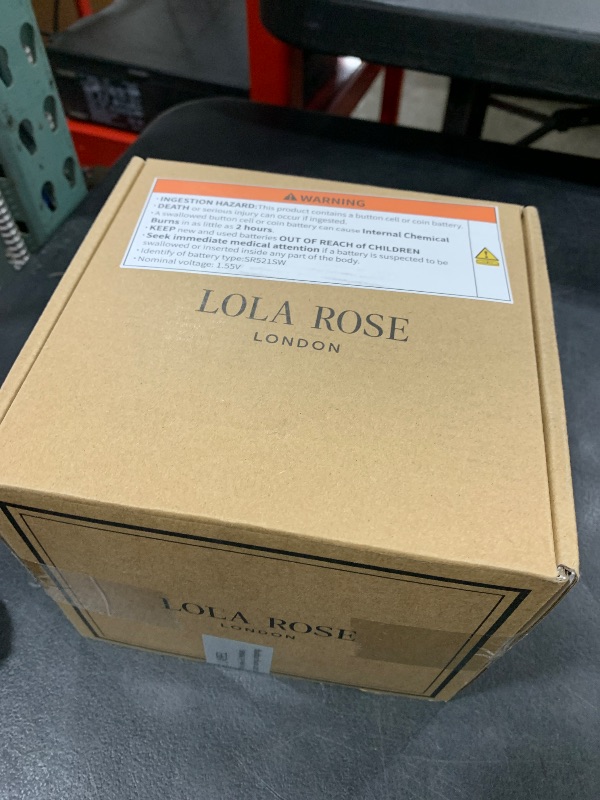 WARNING
· INGESTION HAZARD: This product contains a button cell or coin battery.
· DEATH or serious injury can occur if ingested.
· A swallowed button cell or coin battery can cause Internal Chemical
Burns in as little as 2 hours.
· KEEP new and used batteries OUT OF REACH of CHILDREN
· Seek immediate medical attention if a battery is suspected to be
swallowed or inserted inside any part of the body.
· Identify of battery type:SR521SW
· Nominal voltage: 1.55V
LOLA ROSE
LONDON
LOLA ROSE
LONDON